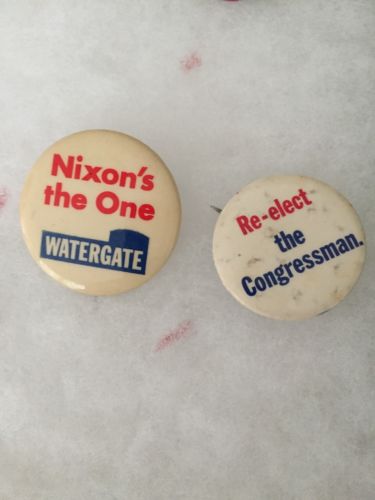 Nixon's
the One
WATERGATE
Re-elect
the
Congressman.